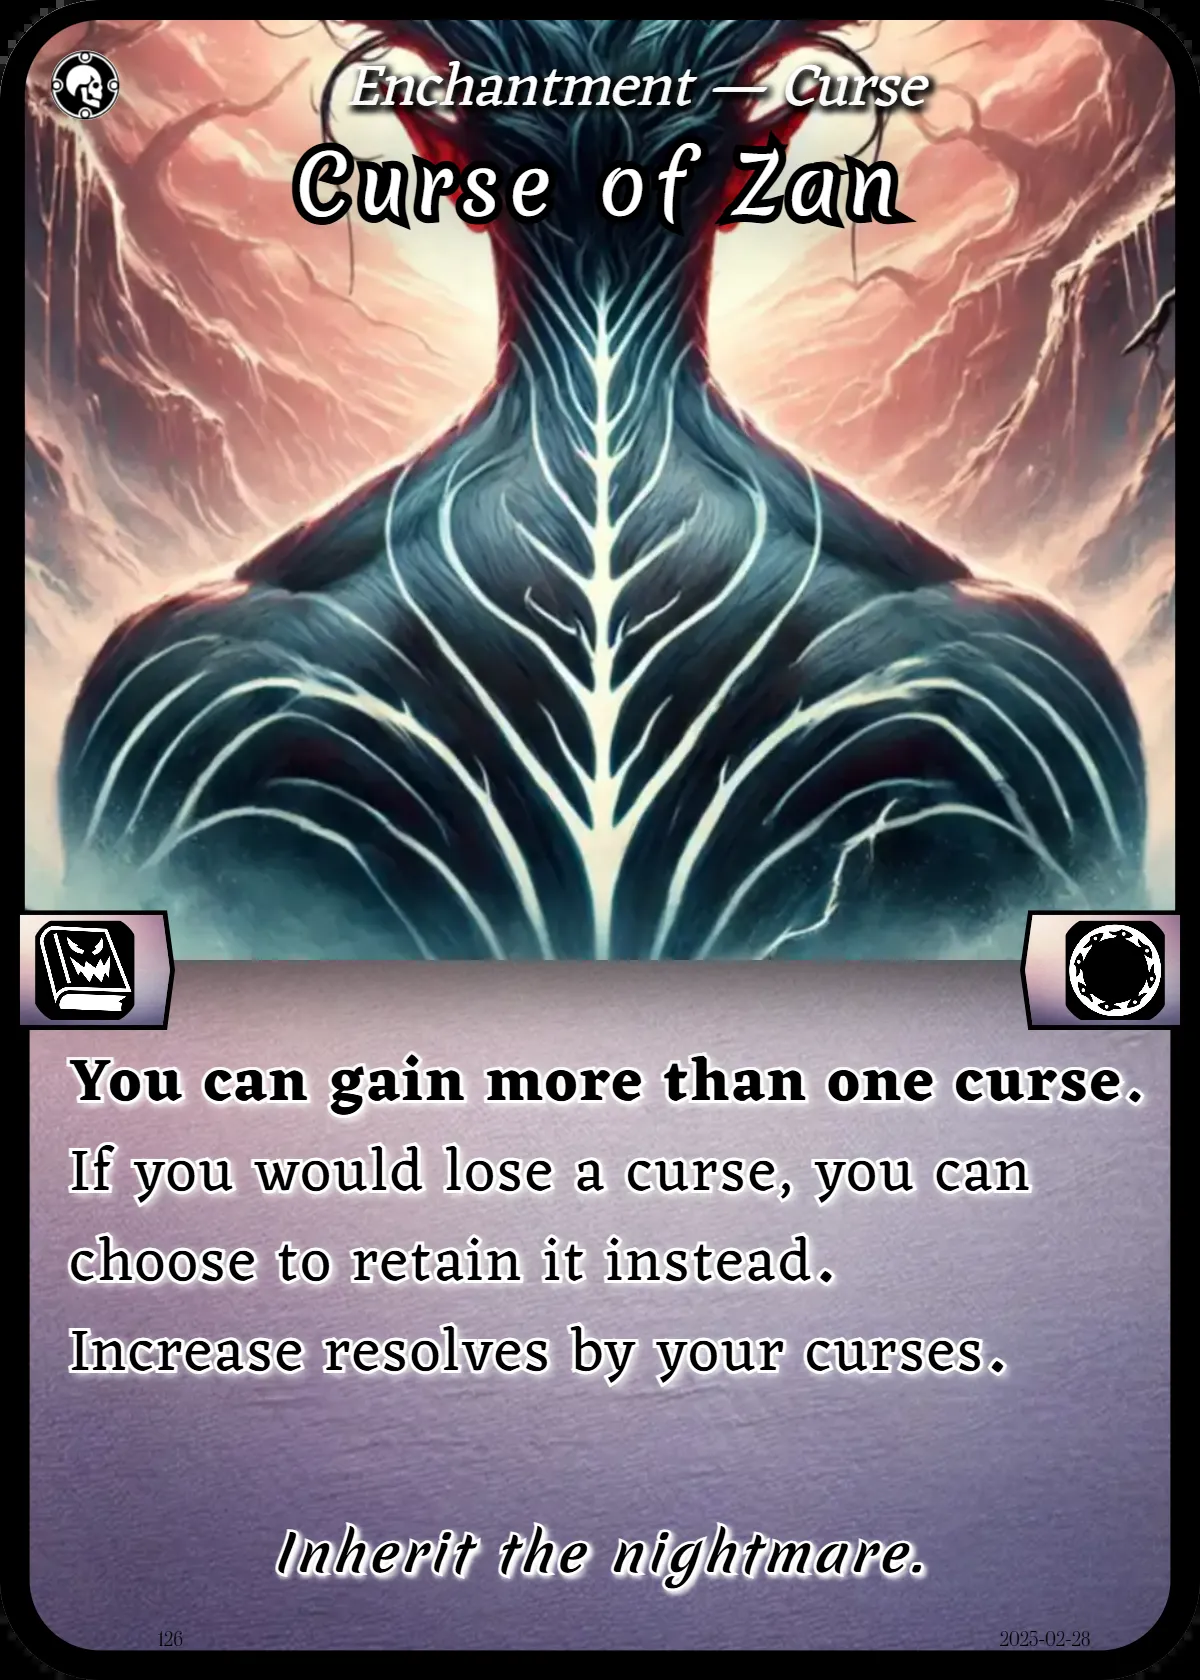 Enchantment — Curse
Curse of Zan
You can gain more than one curse.
If you would lose a curse, you can
choose to retain it instead.
Increase resolves by your curses.
Inherit the nightmare.
126
2025-02-28